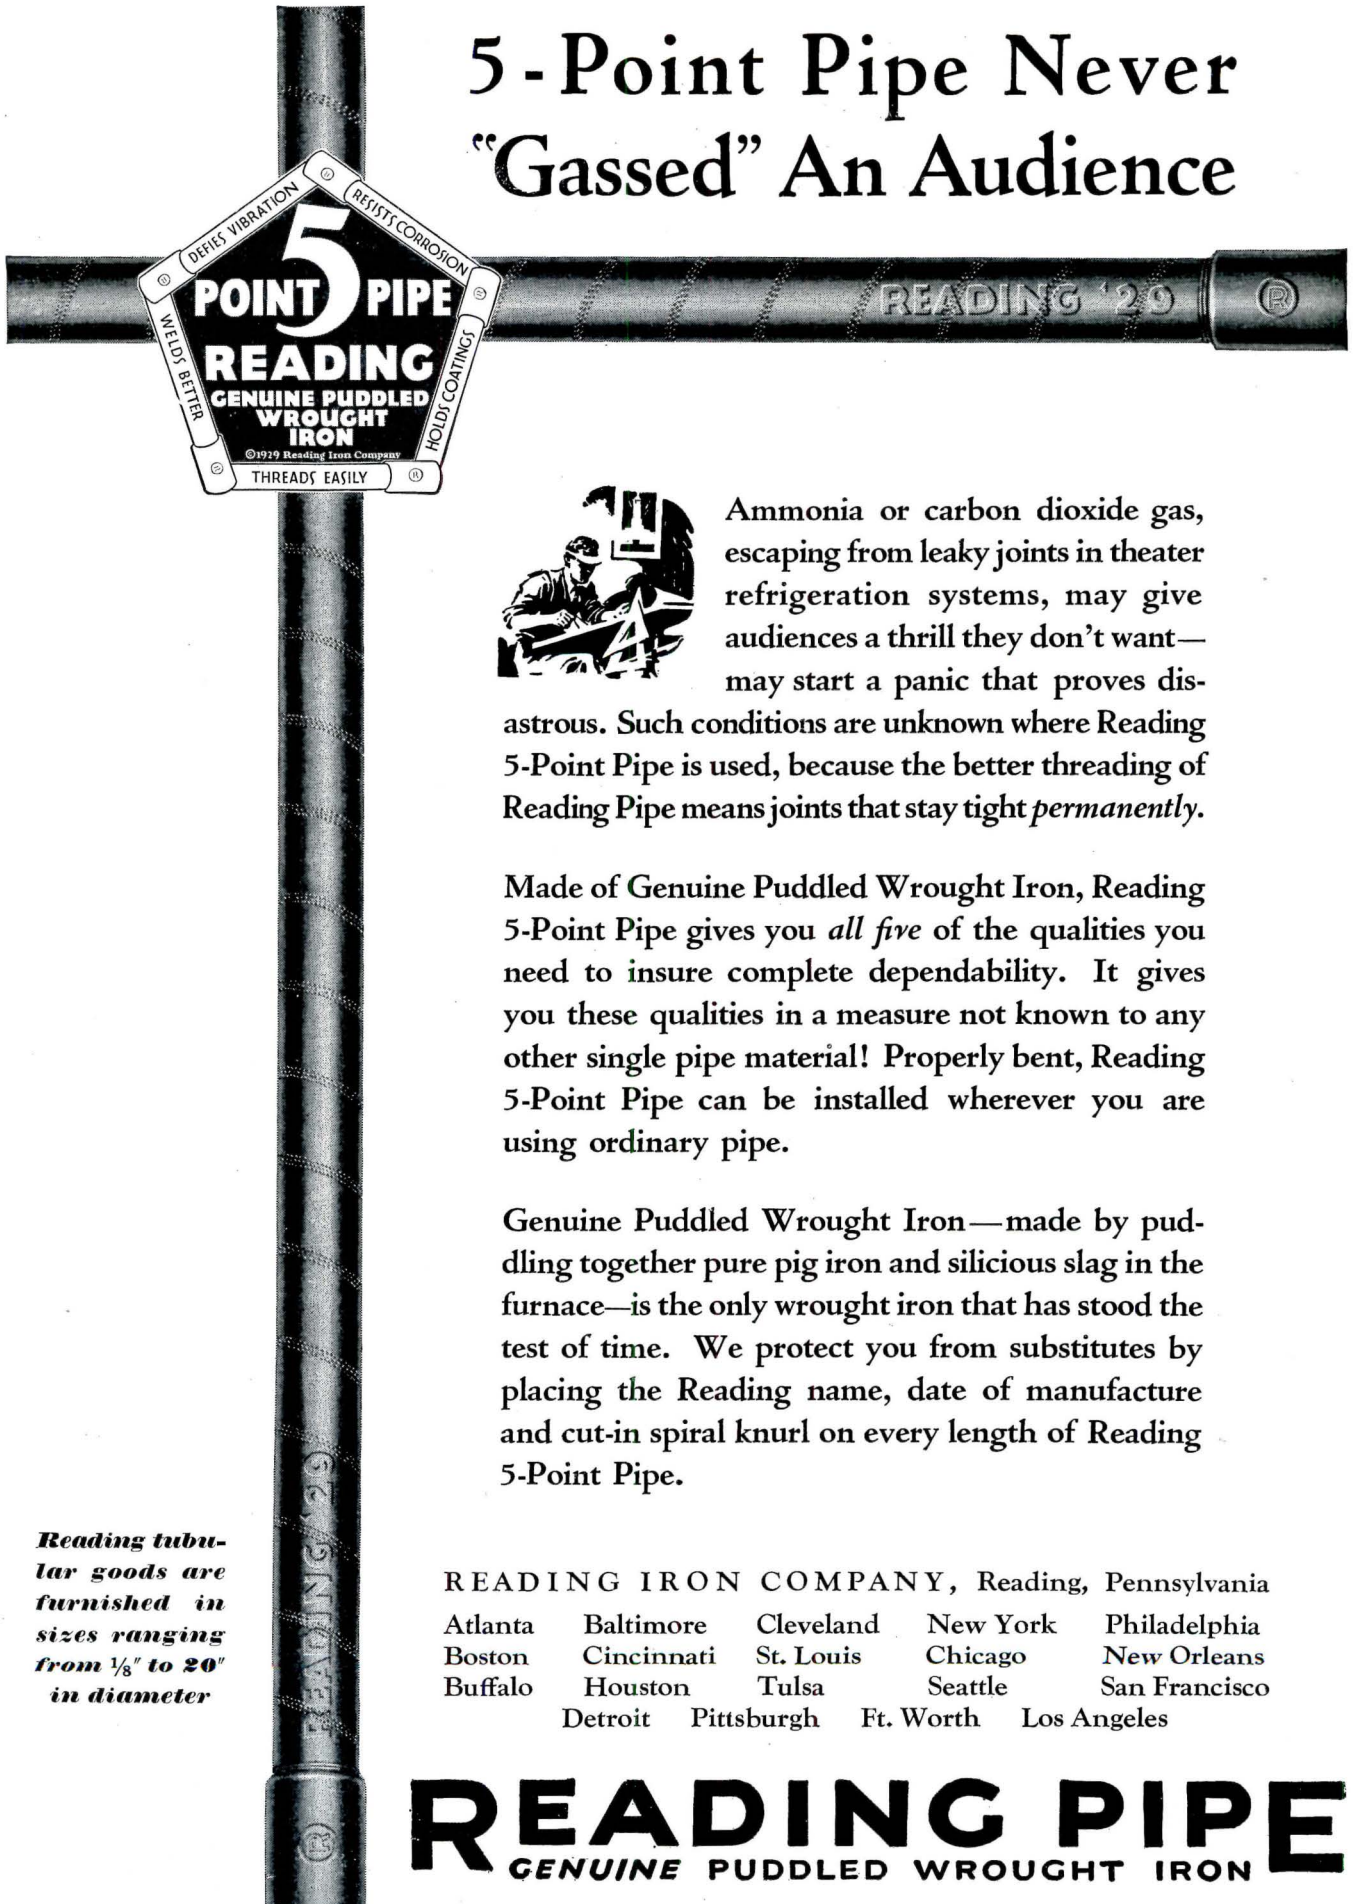 5-Point Pipe Never
"Gassed" An Audience
DEFIES VIBRATION
RESISTS CORROSION
WELDS BETTER
HOLDS COATINGS
THREADS EASILY
5
POINT PIPE
READING
GENUINE PUDDLED
WROUGHT
IRON
©1929 Reading Iron Company
READING '29
®
Ammonia or carbon dioxide gas,
escaping from leaky joints in theater
refrigeration systems, may give
audiences a thrill they don't want—
may start a panic that proves dis-
astrous. Such conditions are unknown where Reading
5-Point Pipe is used, because the better threading of
Reading Pipe means joints that stay tight permanently.
Made of Genuine Puddled Wrought Iron, Reading
5-Point Pipe gives you all five of the qualities you
need to insure complete dependability. It gives
you these qualities in a measure not known to any
other single pipe material! Properly bent, Reading
5-Point Pipe can be installed wherever you are
using ordinary pipe.
Genuine Puddled Wrought Iron—made by pud-
dling together pure pig iron and silicious slag in the
furnace—is the only wrought iron that has stood the
test of time. We protect you from substitutes by
placing the Reading name, date of manufacture
and cut-in spiral knurl on every length of Reading
5-Point Pipe.
READING '29
®
Reading tubu-
lar goods are
furnished in
sizes ranging
from ⅛" to 20"
in diameter
READING IRON COMPANY, Reading, Pennsylvania
Atlanta Baltimore Cleveland New York Philadelphia
Boston Cincinnati St. Louis Chicago New Orleans
Buffalo Houston Tulsa Seattle San Francisco
Detroit Pittsburgh Ft. Worth Los Angeles
READING PIPE
GENUINE PUDDLED WROUGHT IRON